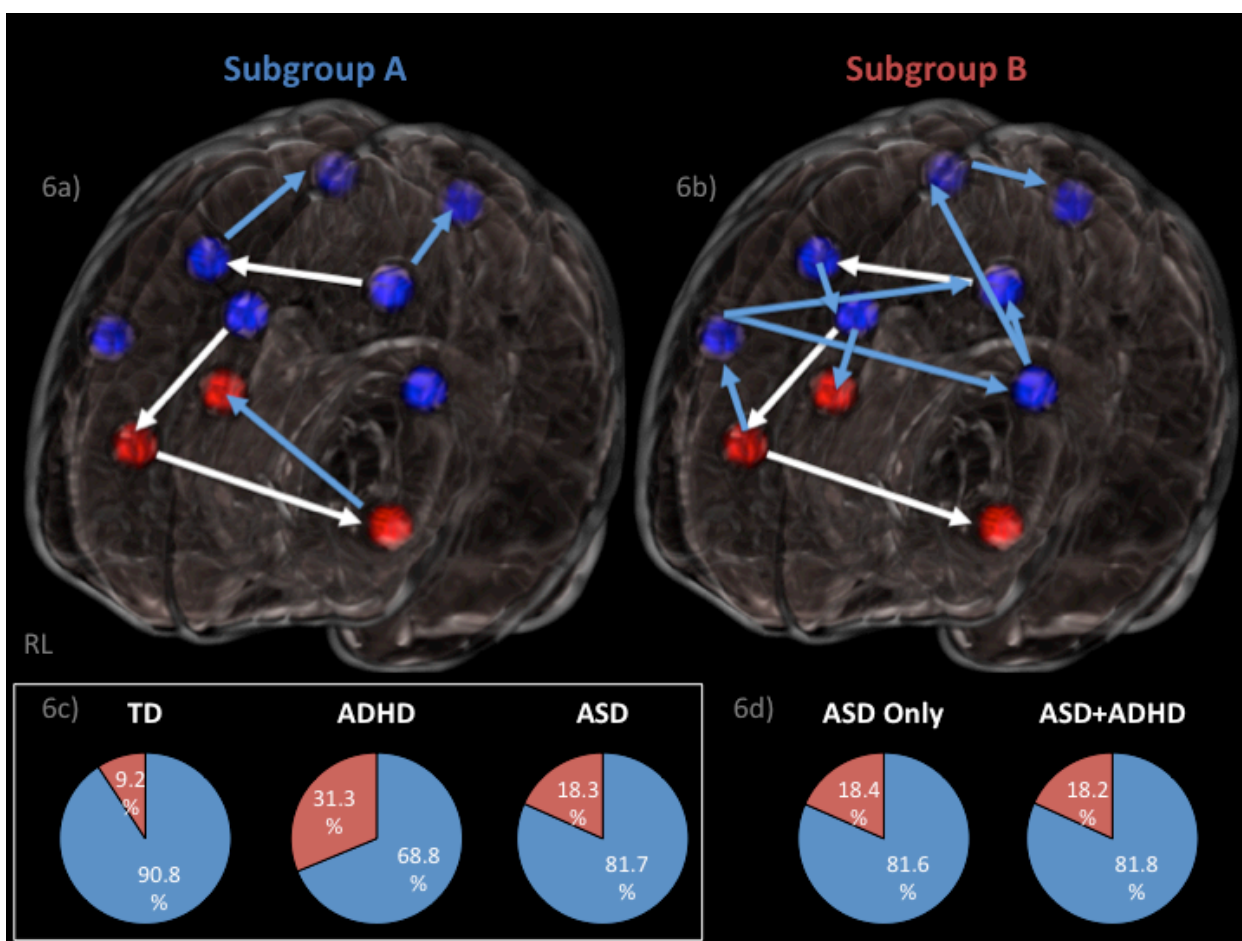 Subgroup A
Subgroup B
6a)
6b)
RL
6c)
TD
ADHD
ASD
6d)
ASD Only
ASD+ADHD
9.2
%
90.8
%
31.3
%
68.8
%
18.3
%
81.7
%
18.4
%
81.6
%
18.2
%
81.8
%